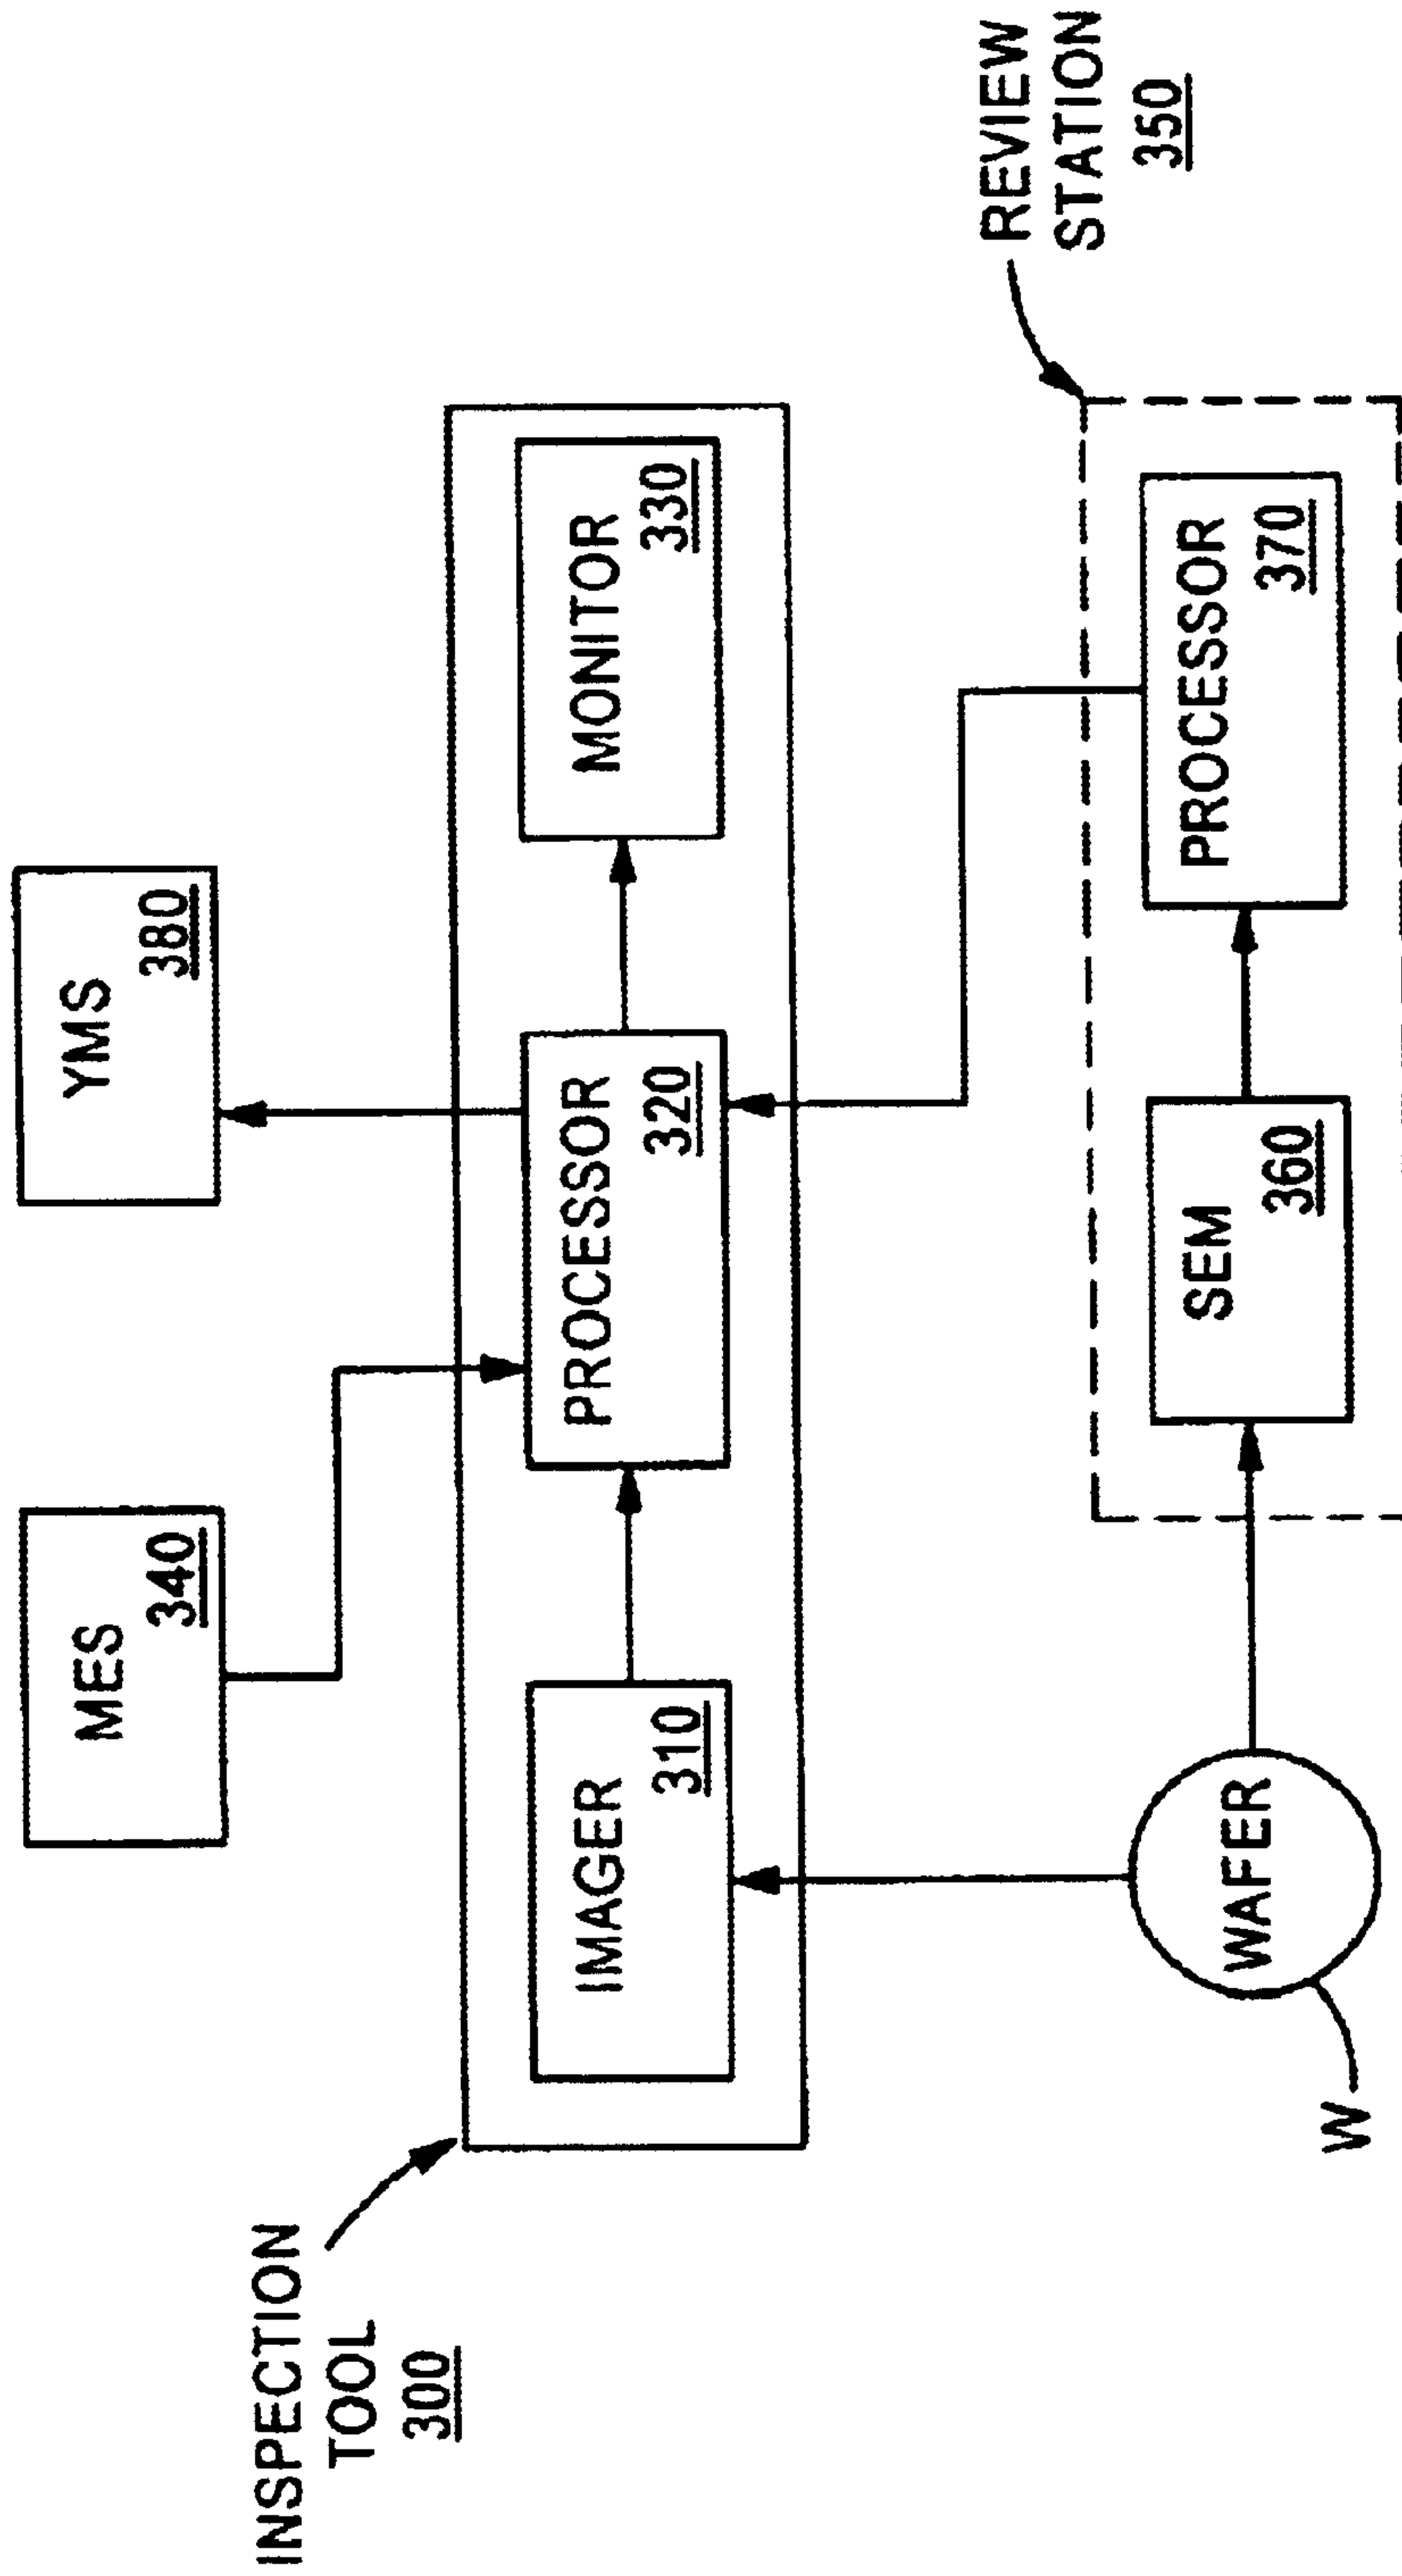 MES
340
YMS
380
INSPECTION
TOOL
300
IMAGER
310
PROCESSOR
320
MONITOR
330
REVIEW
STATION
350
WAFER
W
SEM
360
PROCESSOR
370